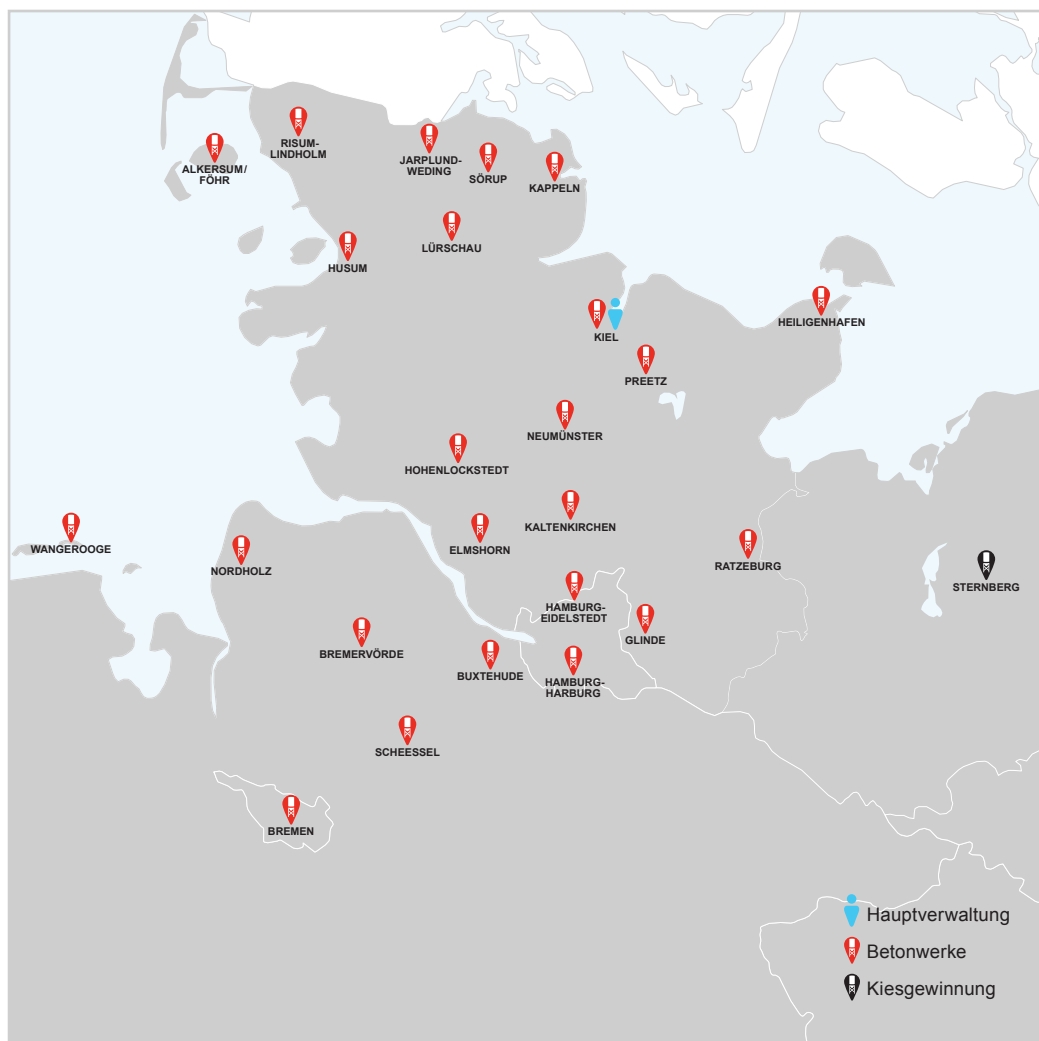 RISUM-
LINDHOLM
ALKERSUM/
FÖHR
JARPLUND-
WEDING
SÖRUP
KAPPELN
LÜRSCHAU
HUSUM
HEILIGENHAFEN
KIEL
PREETZ
NEUMÜNSTER
HOHENLOCKSTEDT
KALTENKIRCHEN
WANGEROOGE
ELMSHORN
NORDHOLZ
RATZEBURG
STERNBERG
HAMBURG-
EIDELSTEDT
GLINDE
BREMERVÖRDE
BUXTEHUDE
HAMBURG-
HARBURG
SCHEESSEL
BREMEN
Hauptverwaltung
Betonwerke
Kiesgewinnung